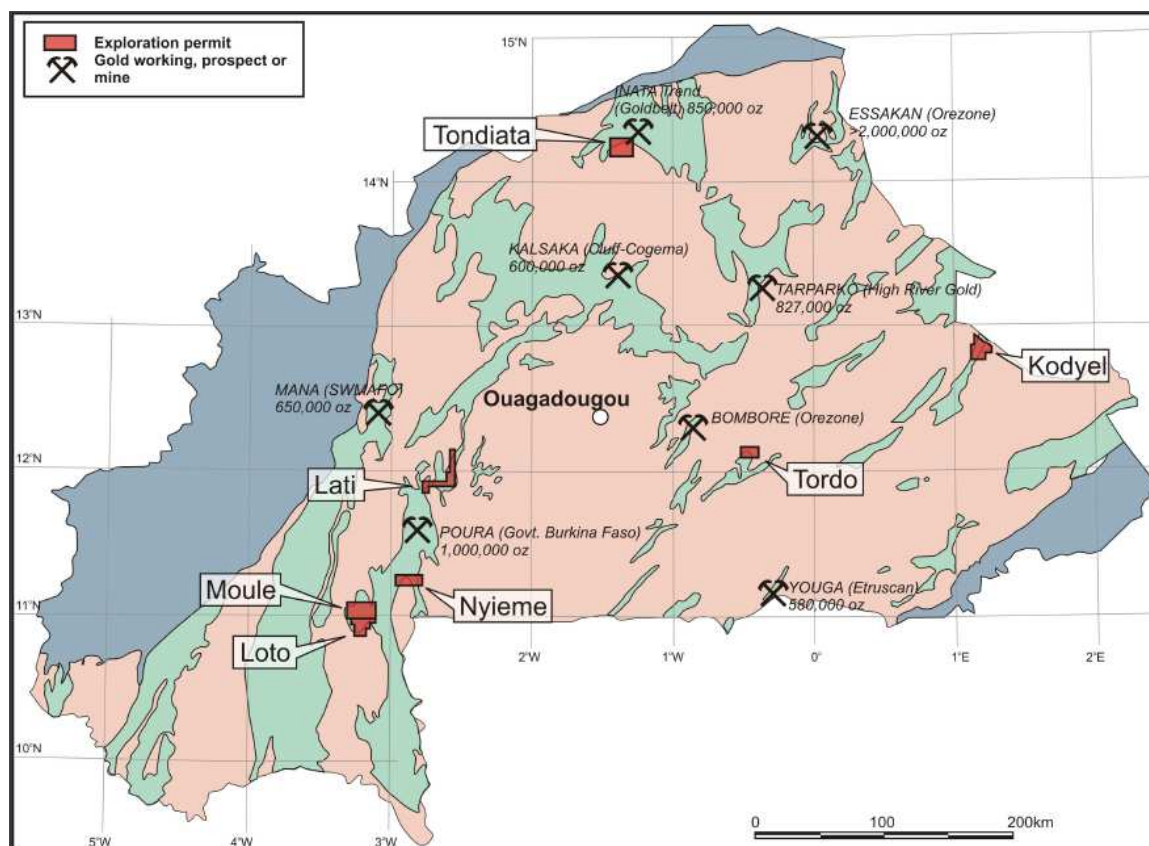 Exploration permit
Gold working, prospect or
mine
15°N
INATA Trend
(Goldbelt) 850,000 oz
ESSAKAN (Orezone)
>2,000,000 oz
Tondiata
14°N
KALSAKA (Cluff-Cogema)
600,000 oz
TARPARKO (High River Gold)
827,000 oz
13°N
Kodyel
MANA (SWMAFO)
650,000 oz
Ouagadougou
BOMBORE (Orezone)
12°N
Lati
Tordo
POURA (Govt. Burkina Faso)
1,000,000 oz
Moule
Nyieme
YOUGA (Etruscan)
580,000 oz
11°N
Loto
2°W
1°W
0°
1°E
2°E
10°N
5°W
4°W
3°W
0
100
200km